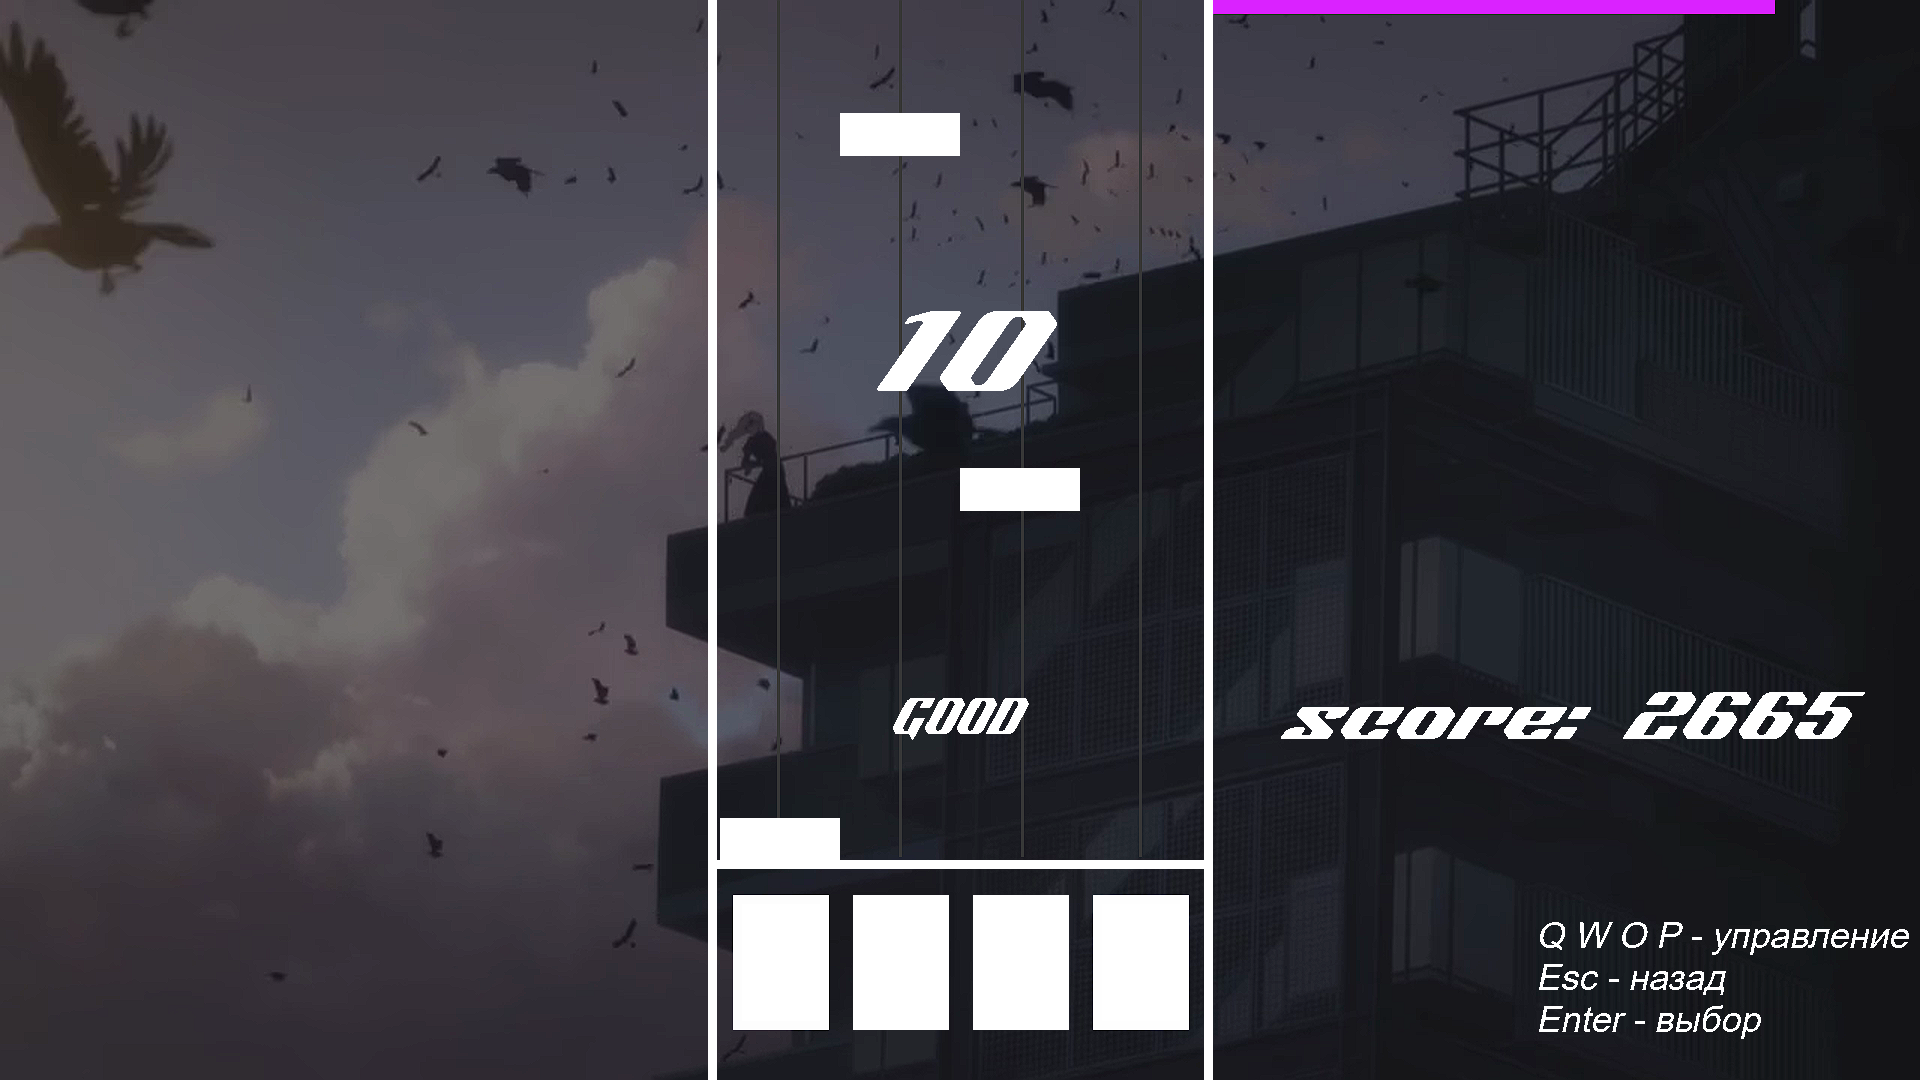 10
GOOD
score: 2665
Q W O P - управление
Esc - назад
Enter - выбор